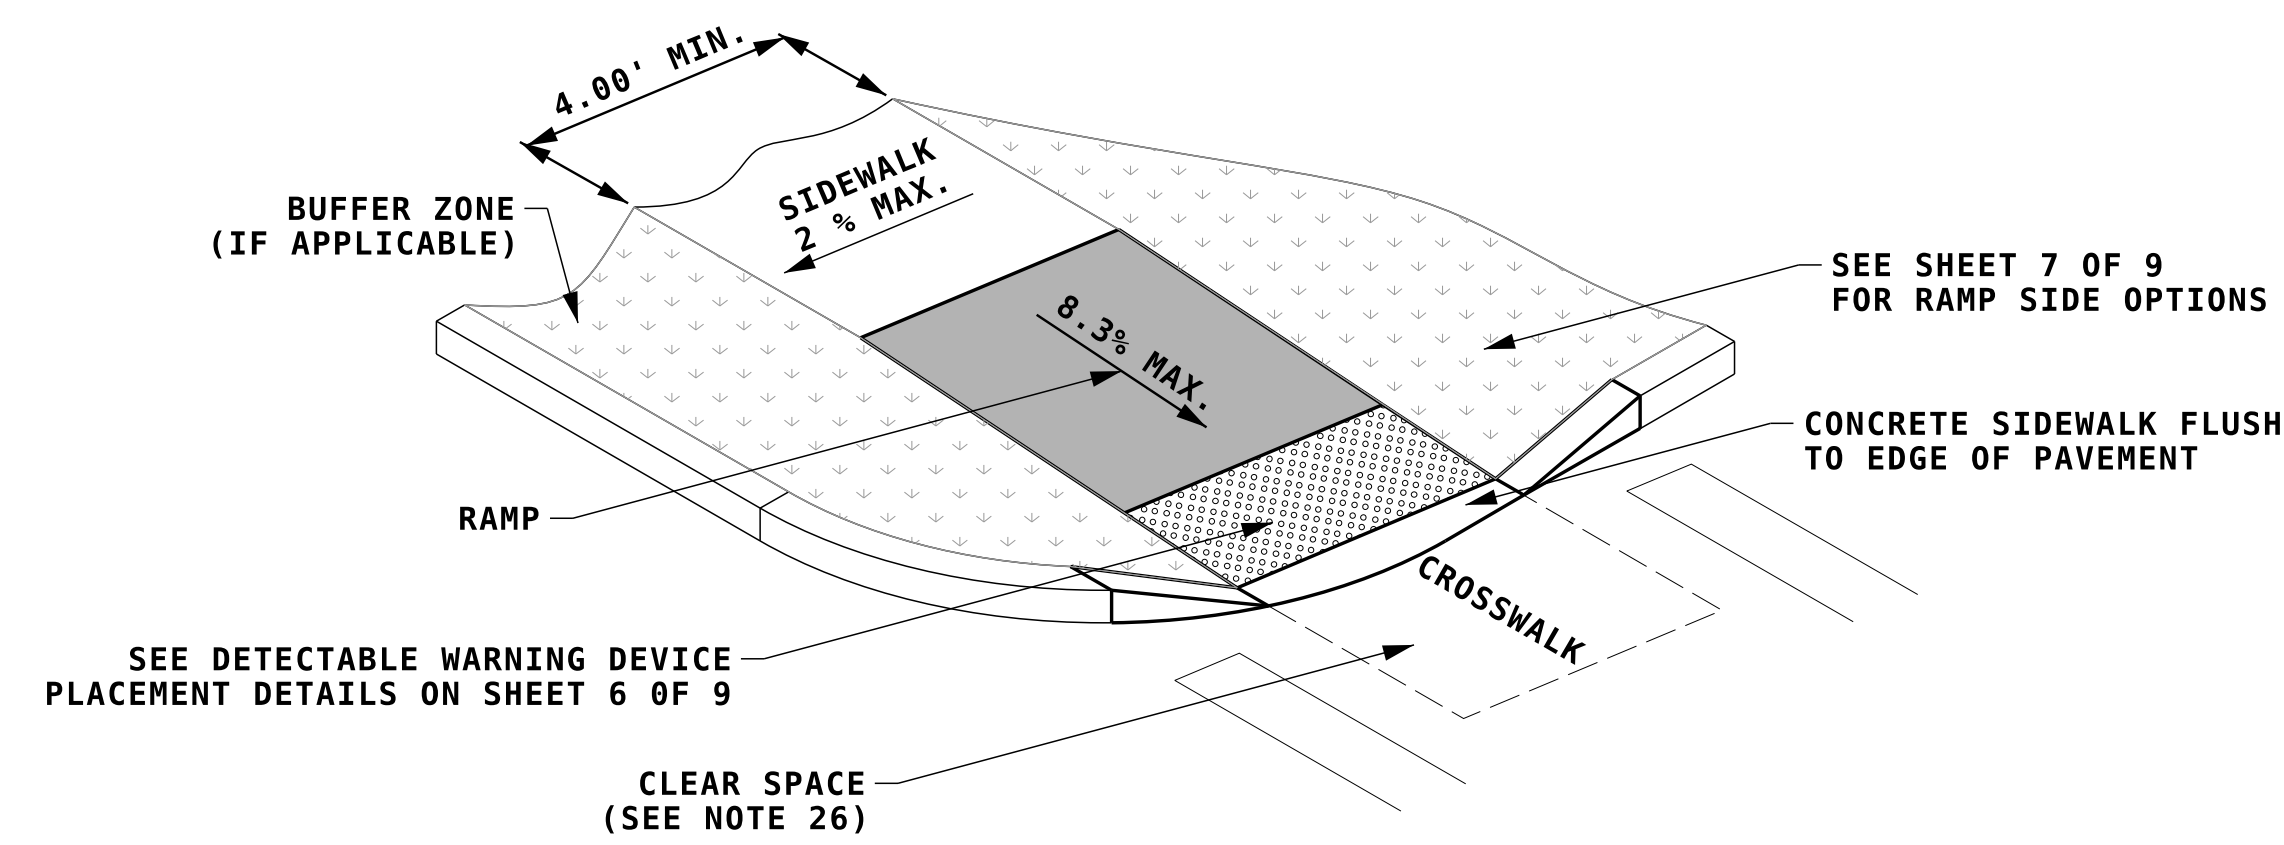 4.00' MIN.
SIDEWALK
2 % MAX.
BUFFER ZONE
(IF APPLICABLE)
SEE SHEET 7 OF 9
FOR RAMP SIDE OPTIONS
8.3% MAX.
CONCRETE SIDEWALK FLUSH
TO EDGE OF PAVEMENT
RAMP
CROSSWALK
SEE DETECTABLE WARNING DEVICE
PLACEMENT DETAILS ON SHEET 6 0F 9
CLEAR SPACE
(SEE NOTE 26)